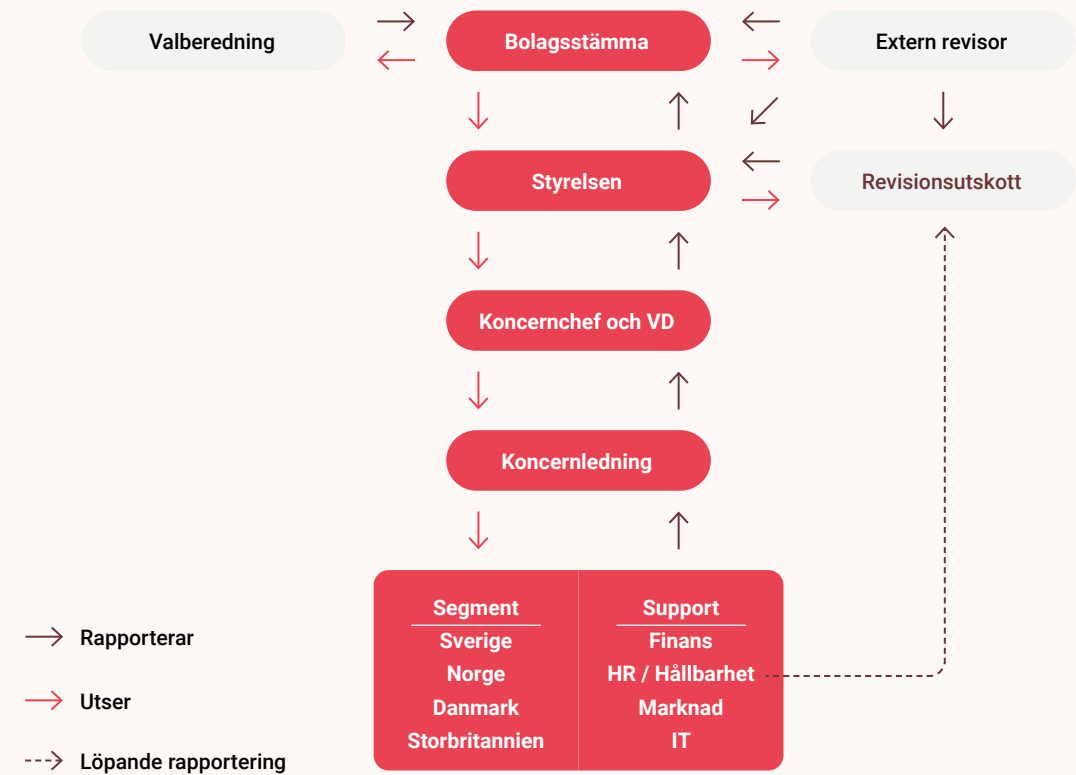 Valberedning
Bolagsstämma
Extern revisor
Styrelsen
Revisionsutskott
Koncernchef och VD
Koncernledning
Segment
Sverige
Norge
Danmark
Storbritannien
Support
Finans
HR / Hållbarhet
Marknad
IT
Rapporterar
Utser
Löpande rapportering